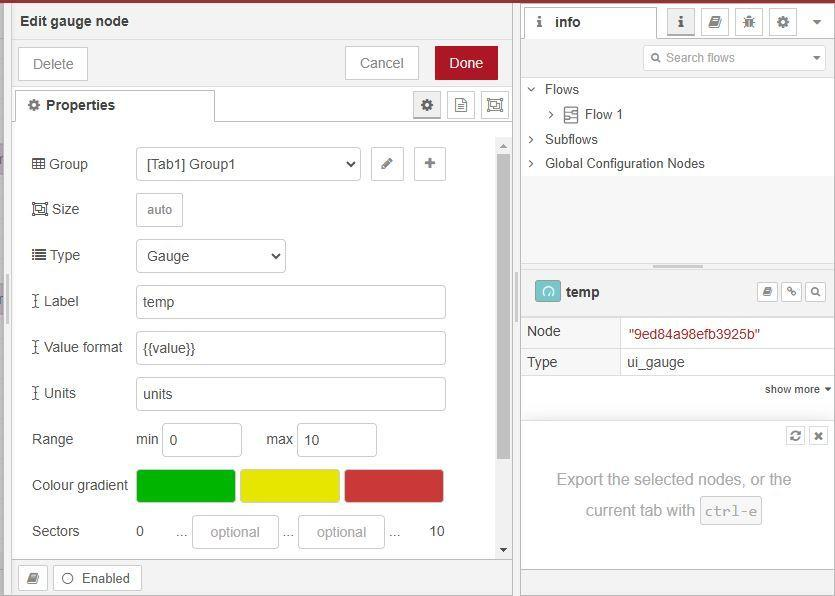 Edit gauge node
Delete
Cancel
Done
Properties
Group
[Tab1] Group1
Size
auto
Type
Gauge
Label
temp
Value format
{{value}}
Units
units
Range
min
0
max
10
Colour gradient
Sectors
0
...
optional
...
optional
...
10
Enabled
info
Search flows
Flows
Flow 1
Subflows
Global Configuration Nodes
temp
Node
"9ed84a98efb3925b"
Type
ui_gauge
show more
Export the selected nodes, or the
current tab with ctrl-e